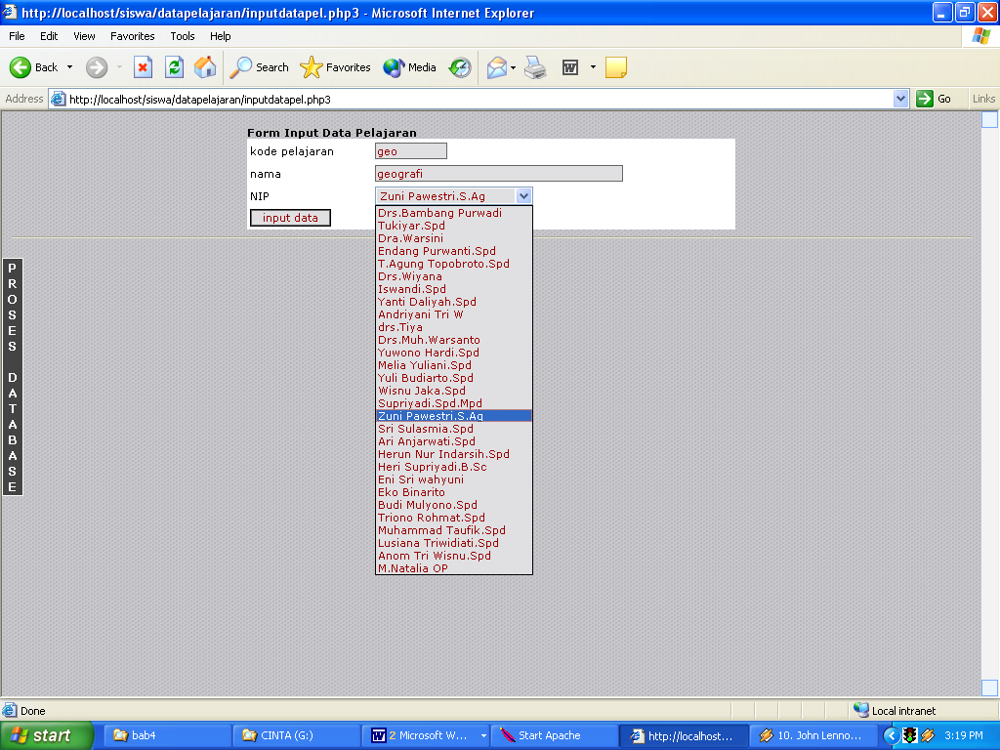 http://localhost/siswa/datapelajaran/inputdatapel.php3 - Microsoft Internet Explorer
File Edit View Favorites Tools Help
Back Search Favorites Media
Address http://localhost/siswa/datapelajaran/inputdatapel.php3 Go Links
Form Input Data Pelajaran
kode pelajaran geo
nama geografi
NIP Zuni Pawestri.S.Ag
input data
Drs.Bambang Purwadi
Tukiyar.Spd
Dra.Warsini
Endang Purwanti.Spd
T.Agung Topobroto.Spd
Drs.Wiyana
Iswandi.Spd
Yanti Daliyah.Spd
Andriyani Tri W
drs.Tiya
Drs.Muh.Warsanto
Yuwono Hardi.Spd
Melia Yuliani.Spd
Yuli Budiarto.Spd
Wisnu Jaka.Spd
Supriyadi.Spd.Mpd
Zuni Pawestri.S.Ag
Sri Sulasmia.Spd
Ari Anjarwati.Spd
Herun Nur Indarsih.Spd
Heri Supriyadi.B.Sc
Eni Sri wahyuni
Eko Binarito
Budi Mulyono.Spd
Triono Rohmat.Spd
Muhammad Taufik.Spd
Lusiana Triwidiati.Spd
Anom Tri Wisnu.Spd
M.Natalia OP
PROSES DATABASE
Done Local intranet
start bab4 CINTA (G:) 2 Microsoft W... Start Apache http://localhost... 10. John Lenno... 3:19 PM